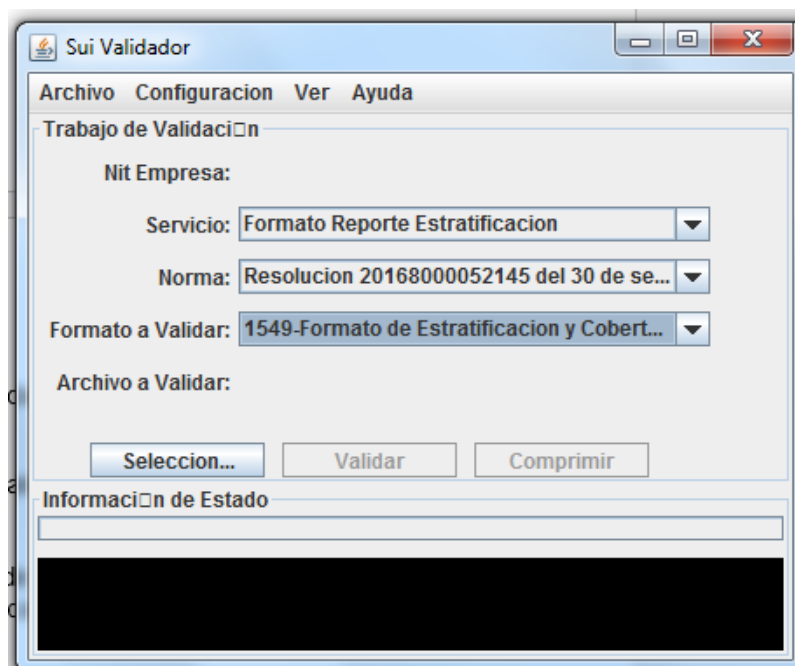 Sui Validador
Archivo Configuracion Ver Ayuda
Trabajo de Validaci□n
Nit Empresa:
Servicio: Formato Reporte Estratificacion
Norma: Resolucion 20168000052145 del 30 de se...
Formato a Validar: 1549-Formato de Estratificacion y Cobert...
Archivo a Validar:
Seleccion... Validar Comprimir
Informaci□n de Estado